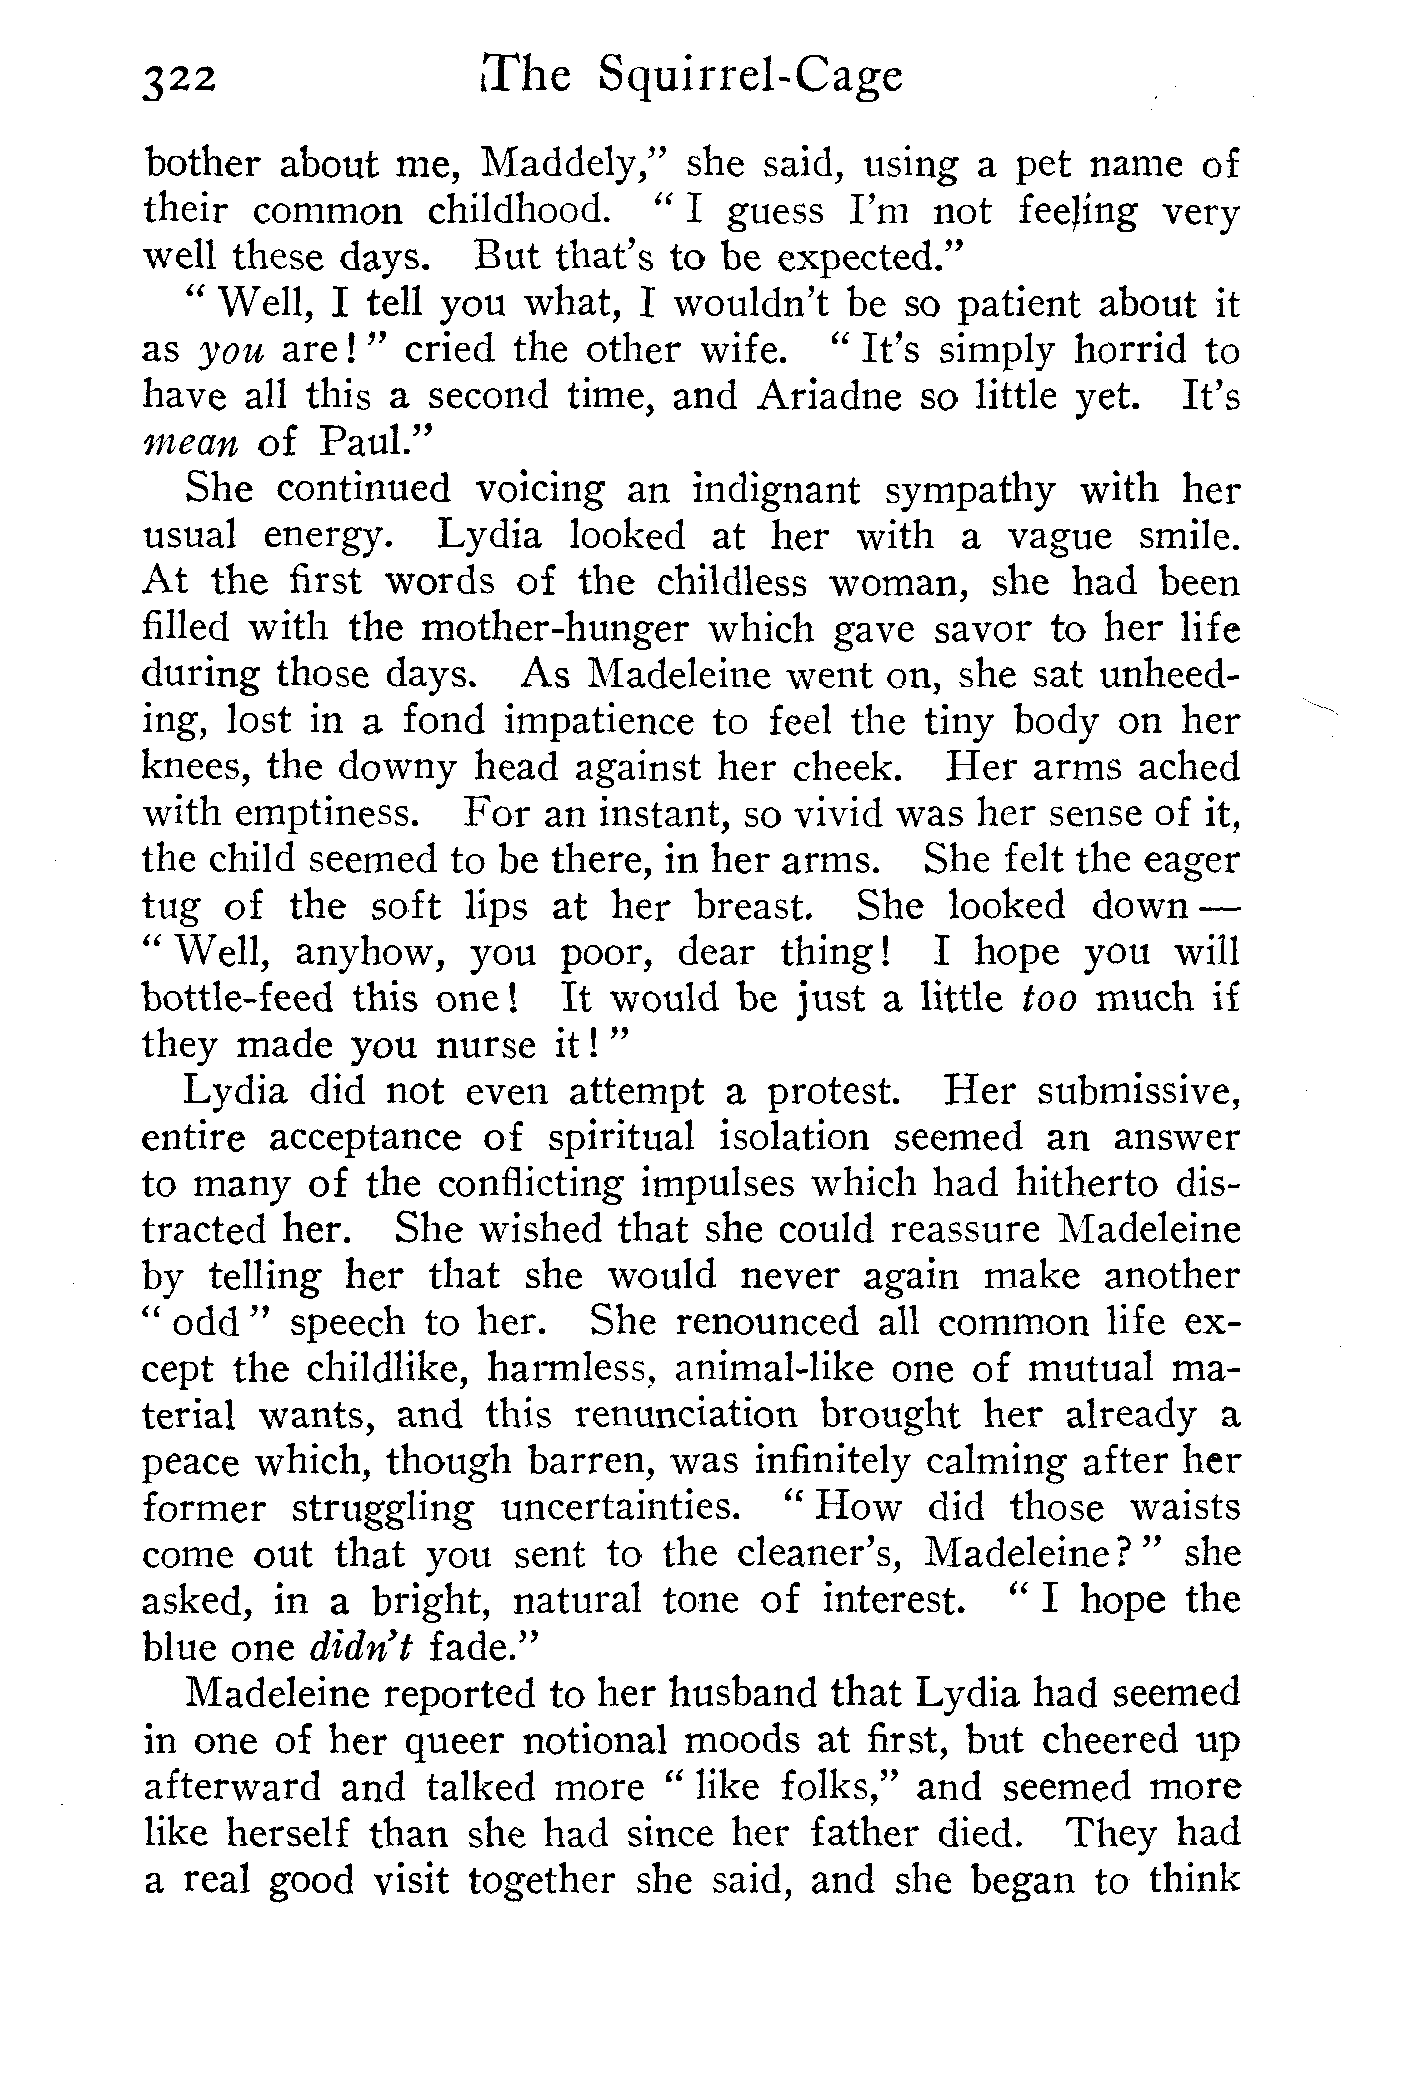 322 The Squirrel-Cage
bother about me, Maddely,” she said, using a pet name of
their common childhood. “ I guess I’m not feeling very
well these days. But that’s to be expected.”
“ Well, I tell you what, I wouldn’t be so patient about it
as you are ! ” cried the other wife. “ It’s simply horrid to
have all this a second time, and Ariadne so little yet. It’s
mean of Paul.”
She continued voicing an indignant sympathy with her
usual energy. Lydia looked at her with a vague smile.
At the first words of the childless woman, she had been
filled with the mother-hunger which gave savor to her life
during those days. As Madeleine went on, she sat unheed-
ing, lost in a fond impatience to feel the tiny body on her
knees, the downy head against her cheek. Her arms ached
with emptiness. For an instant, so vivid was her sense of it,
the child seemed to be there, in her arms. She felt the eager
tug of the soft lips at her breast. She looked down —
“ Well, anyhow, you poor, dear thing! I hope you will
bottle-feed this one! It would be just a little too much if
they made you nurse it! ”
Lydia did not even attempt a protest. Her submissive,
entire acceptance of spiritual isolation seemed an answer
to many of the conflicting impulses which had hitherto dis-
tracted her. She wished that she could reassure Madeleine
by telling her that she would never again make another
“ odd ” speech to her. She renounced all common life ex-
cept the childlike, harmless, animal-like one of mutual ma-
terial wants, and this renunciation brought her already a
peace which, though barren, was infinitely calming after her
former struggling uncertainties. “ How did those waists
come out that you sent to the cleaner’s, Madeleine? ” she
asked, in a bright, natural tone of interest. “ I hope the
blue one didn’t fade.”
Madeleine reported to her husband that Lydia had seemed
in one of her queer notional moods at first, but cheered up
afterward and talked more “ like folks,” and seemed more
like herself than she had since her father died. They had
a real good visit together she said, and she began to think